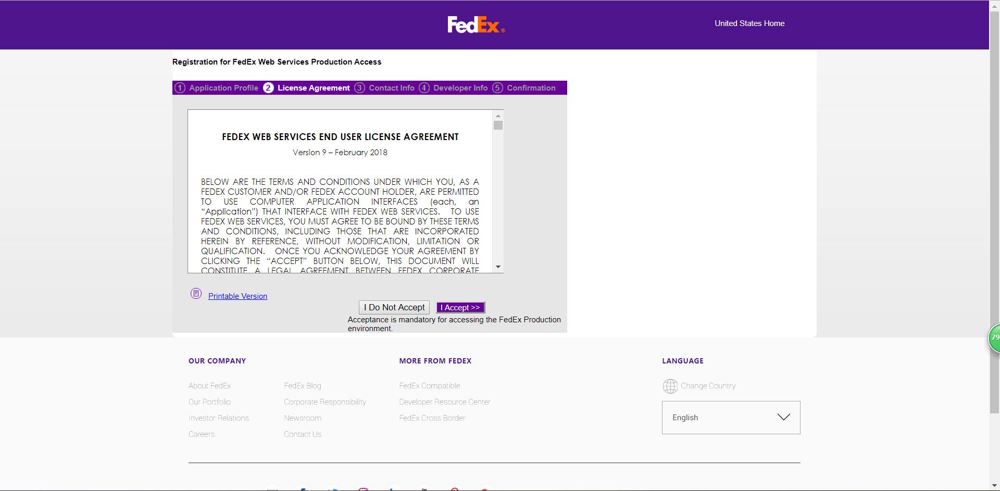 FedEx®
United States Home
Registration for FedEx Web Services Production Access
1 Application Profile 2 License Agreement 3 Contact Info 4 Developer Info 5 Confirmation
FEDEX WEB SERVICES END USER LICENSE AGREEMENT
Version 9 – February 2018
BELOW ARE THE TERMS AND CONDITIONS UNDER WHICH YOU, AS A
FEDEX CUSTOMER AND/OR FEDEX ACCOUNT HOLDER, ARE PERMITTED
TO USE COMPUTER APPLICATION INTERFACES (each, an
“Application”) THAT INTERFACE WITH FEDEX WEB SERVICES. TO USE
FEDEX WEB SERVICES, YOU MUST AGREE TO BE BOUND BY THESE TERMS
AND CONDITIONS, INCLUDING THOSE THAT ARE INCORPORATED
HEREIN BY REFERENCE, WITHOUT MODIFICATION, LIMITATION OR
QUALIFICATION. ONCE YOU ACKNOWLEDGE YOUR AGREEMENT BY
CLICKING THE “ACCEPT” BUTTON BELOW, THIS DOCUMENT WILL
CONSTITUTE A LEGAL AGREEMENT BETWEEN FEDEX CORPORATE
Printable Version
I Do Not Accept
I Accept >>
Acceptance is mandatory for accessing the FedEx Production
environment.
79
OUR COMPANY
About FedEx
Our Portfolio
Investor Relations
Careers
FedEx Blog
Corporate Responsibility
Newsroom
Contact Us
MORE FROM FEDEX
FedEx Compatible
Developer Resource Center
FedEx Cross Border
LANGUAGE
Change Country
English